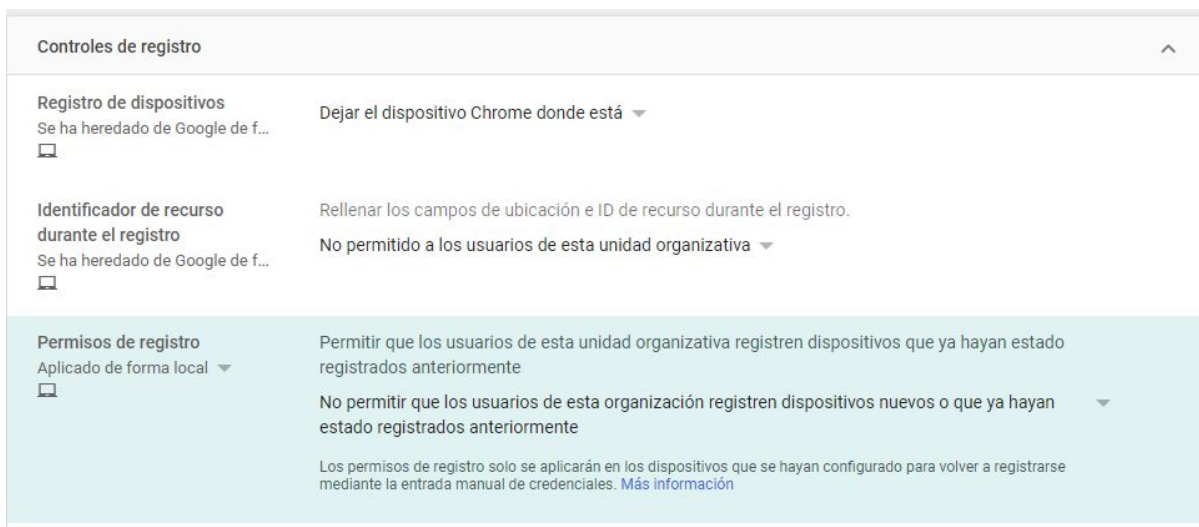 Controles de registro
Registro de dispositivos
Se ha heredado de Google de f...
Dejar el dispositivo Chrome donde está
Identificador de recurso
durante el registro
Se ha heredado de Google de f...
Rellenar los campos de ubicación e ID de recurso durante el registro.
No permitido a los usuarios de esta unidad organizativa
Permisos de registro
Aplicado de forma local
Permitir que los usuarios de esta unidad organizativa registren dispositivos que ya hayan estado
registrados anteriormente
No permitir que los usuarios de esta organización registren dispositivos nuevos o que ya hayan
estado registrados anteriormente
Los permisos de registro solo se aplicarán en los dispositivos que se hayan configurado para volver a registrarse
mediante la entrada manual de credenciales. Más información